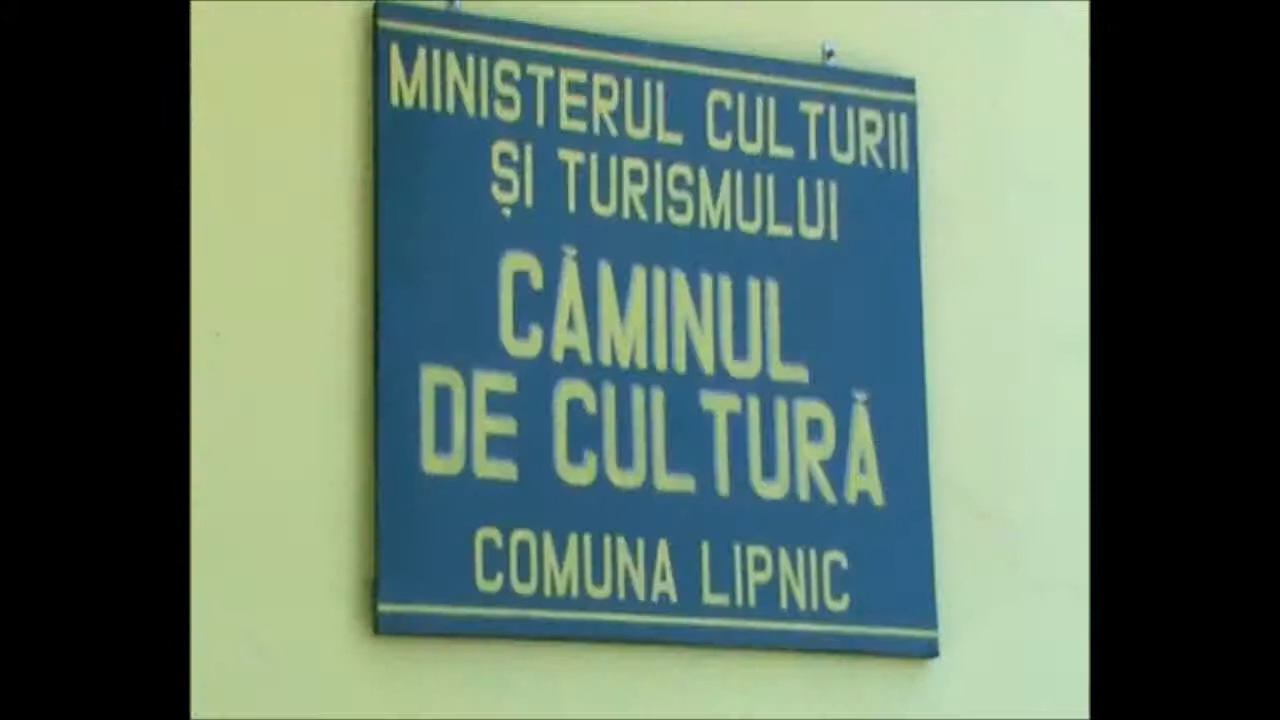 MINISTERUL CULTURII
ȘI TURISMULUI
CĂMINUL
DE CULTURĂ
COMUNA LIPNIC